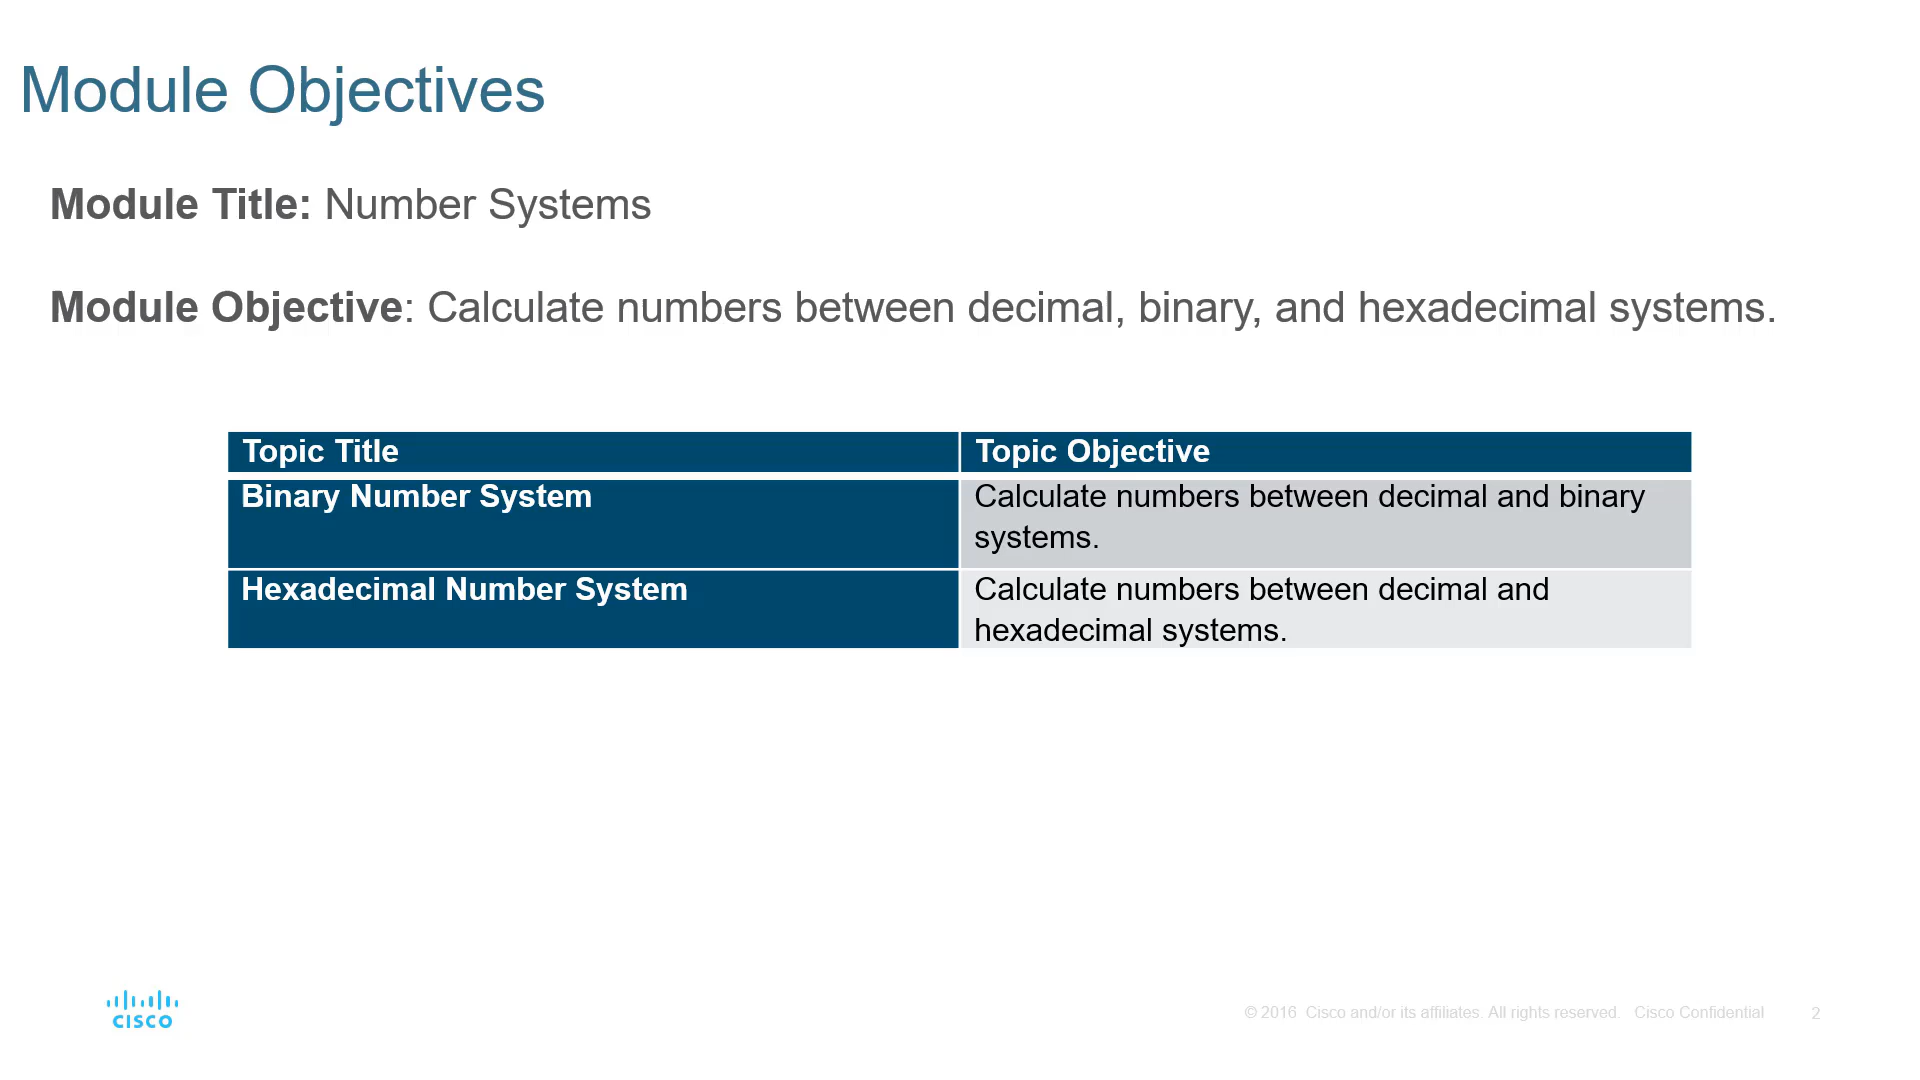 Module Objectives
Module Title: Number Systems
Module Objective: Calculate numbers between decimal, binary, and hexadecimal systems.
Topic Title
Topic Objective
Binary Number System
Calculate numbers between decimal and binary
systems.
Hexadecimal Number System
Calculate numbers between decimal and
hexadecimal systems.
CISCO
© 2016 Cisco and/or its affiliates. All rights reserved. Cisco Confidential
2